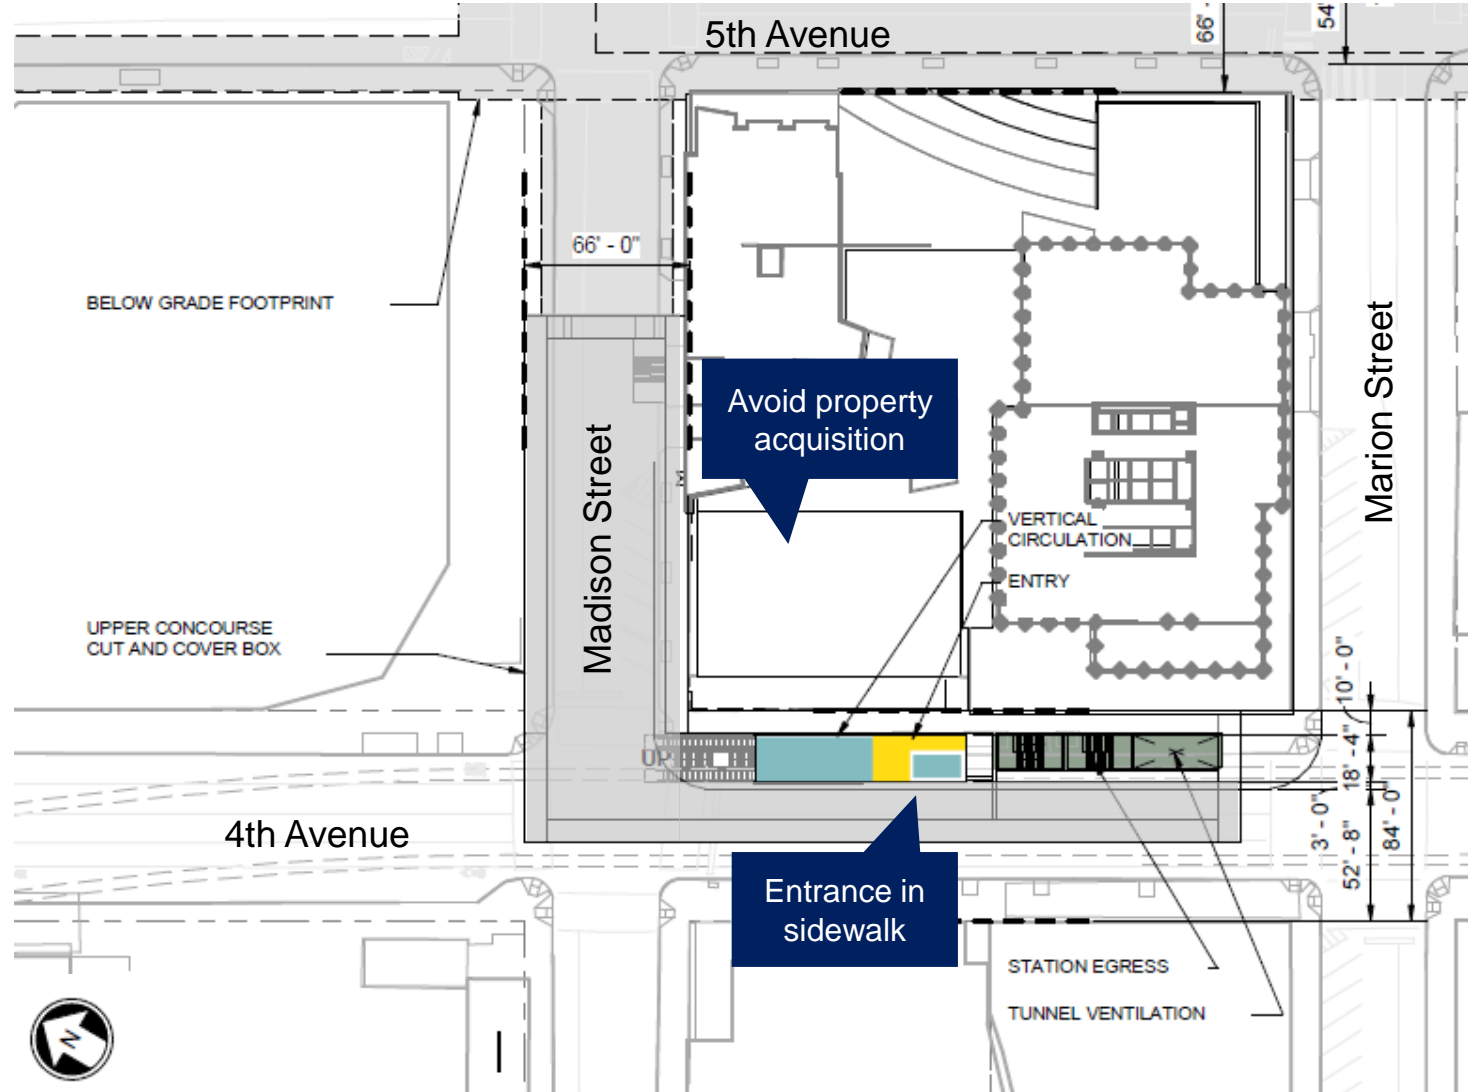 5th Avenue
66' -
54'
66' - 0"
BELOW GRADE FOOTPRINT
Avoid property
acquisition
Madison Street
Marion Street
VERTICAL
CIRCULATION
ENTRY
UPPER CONCOURSE
CUT AND COVER BOX
10' - 0"
18' - 4"
3' - 0"
52' - 8"
84' - 0"
UP
4th Avenue
Entrance in
sidewalk
STATION EGRESS
TUNNEL VENTILATION
N